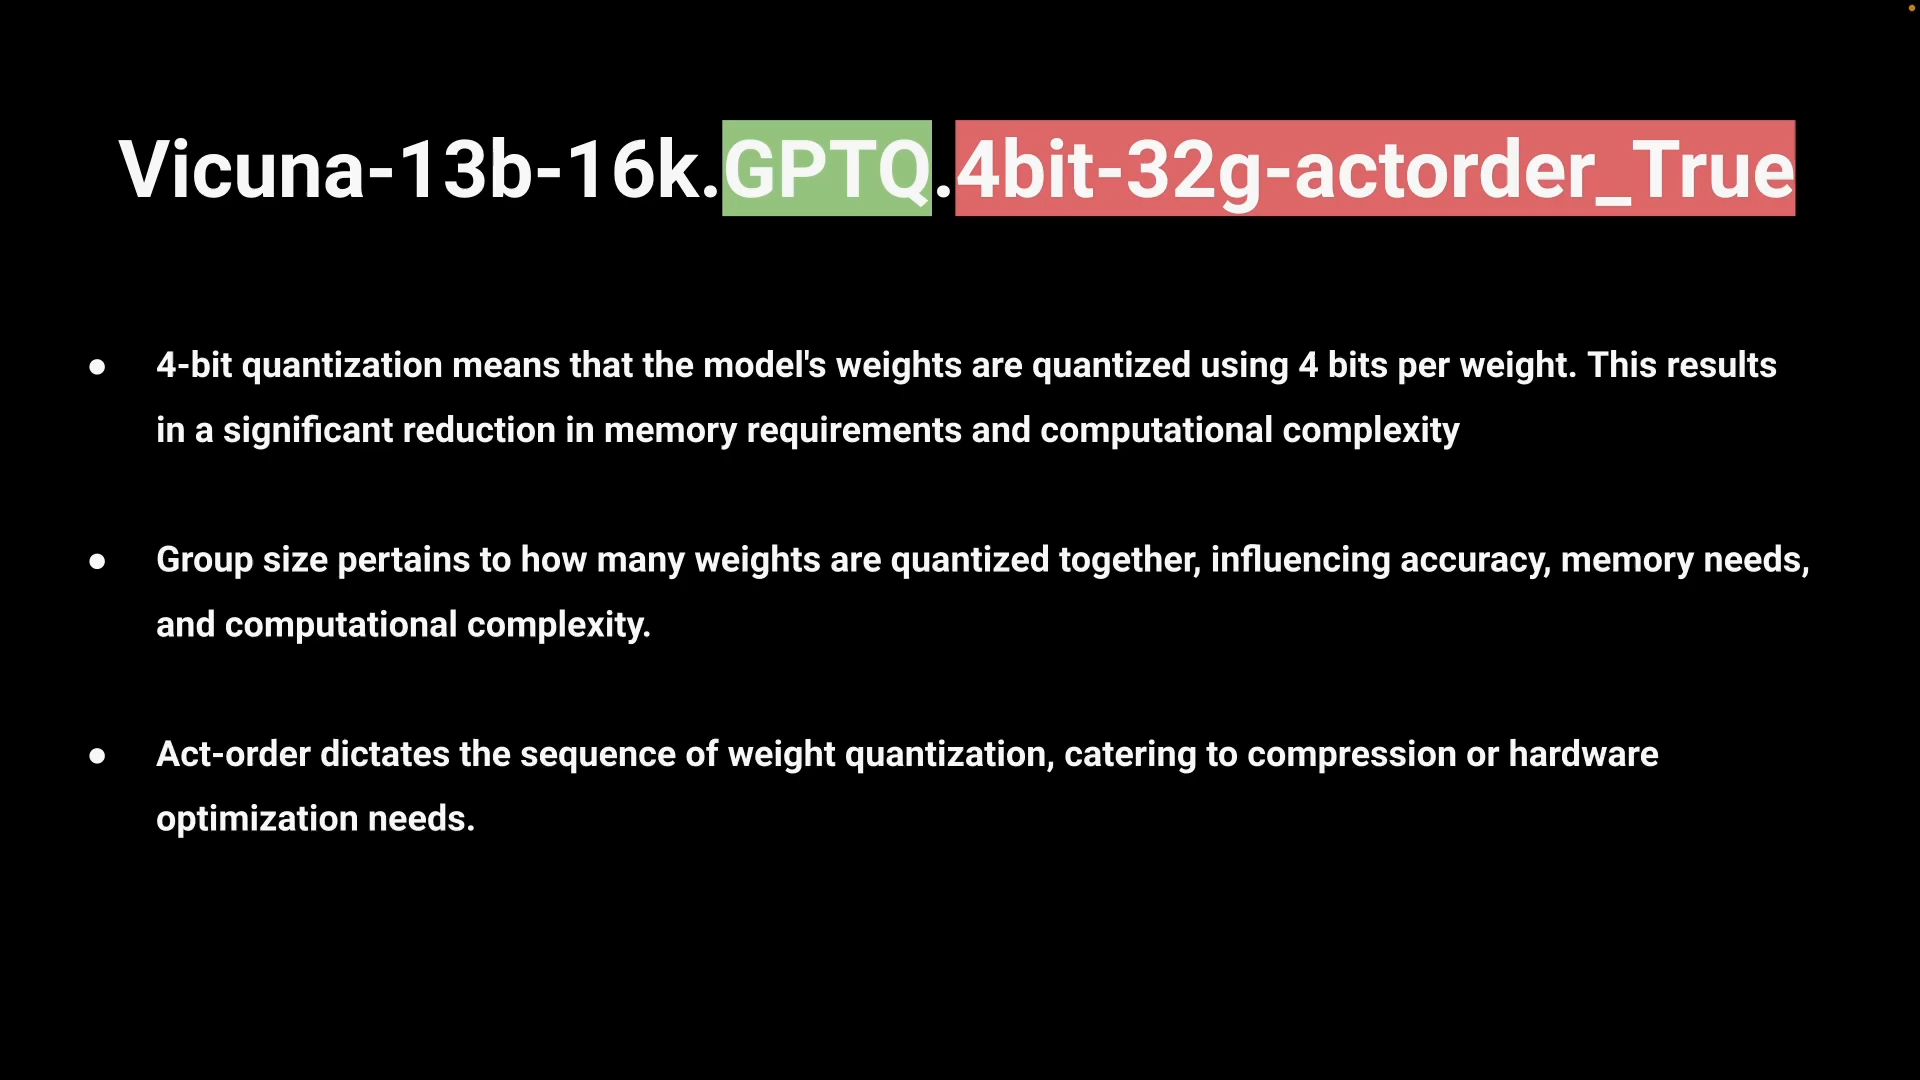 Vicuna-13b-16k.GPTQ.4bit-32g-actorder_True
● 4-bit quantization means that the model's weights are quantized using 4 bits per weight. This results
in a significant reduction in memory requirements and computational complexity
● Group size pertains to how many weights are quantized together, influencing accuracy, memory needs,
and computational complexity.
● Act-order dictates the sequence of weight quantization, catering to compression or hardware
optimization needs.